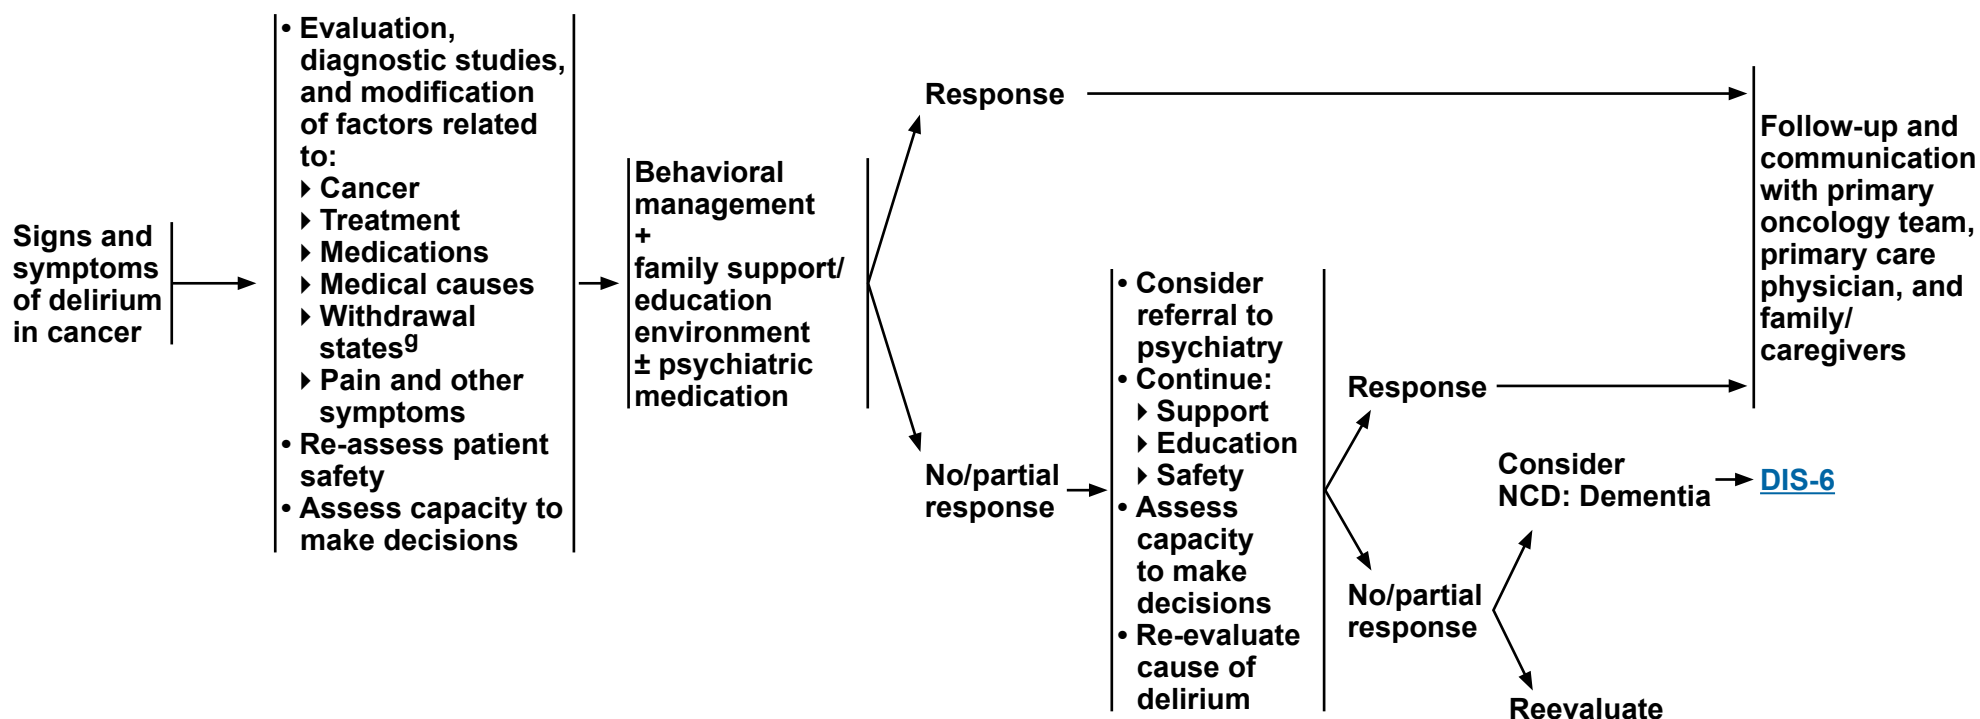 Signs and
symptoms
of delirium
in cancer
• Evaluation,
diagnostic studies,
and modification
of factors related
to:
Cancer
Treatment
Medications
Medical causes
Withdrawal
statesg
Pain and other
symptoms
• Re-assess patient
safety
• Assess capacity to
make decisions
Behavioral
management
+
family support/
education
environment
± psychiatric
medication
Response
No/partial
response
• Consider
referral to
psychiatry
• Continue:
Support
Education
Safety
• Assess
capacity
to make
decisions
• Re-evaluate
cause of
delirium
Response
No/partial
response
Consider
NCD: Dementia
DIS-6
Reevaluate
Follow-up and
communication
with primary
oncology team,
primary care
physician, and
family/
caregivers